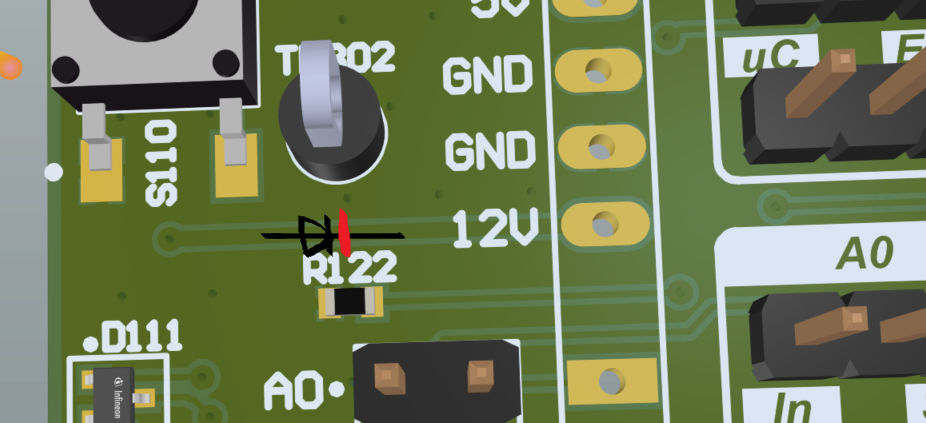 5V
uC
GND
S110
GND
12V
A0
R122
D111
Infineon
A0
In